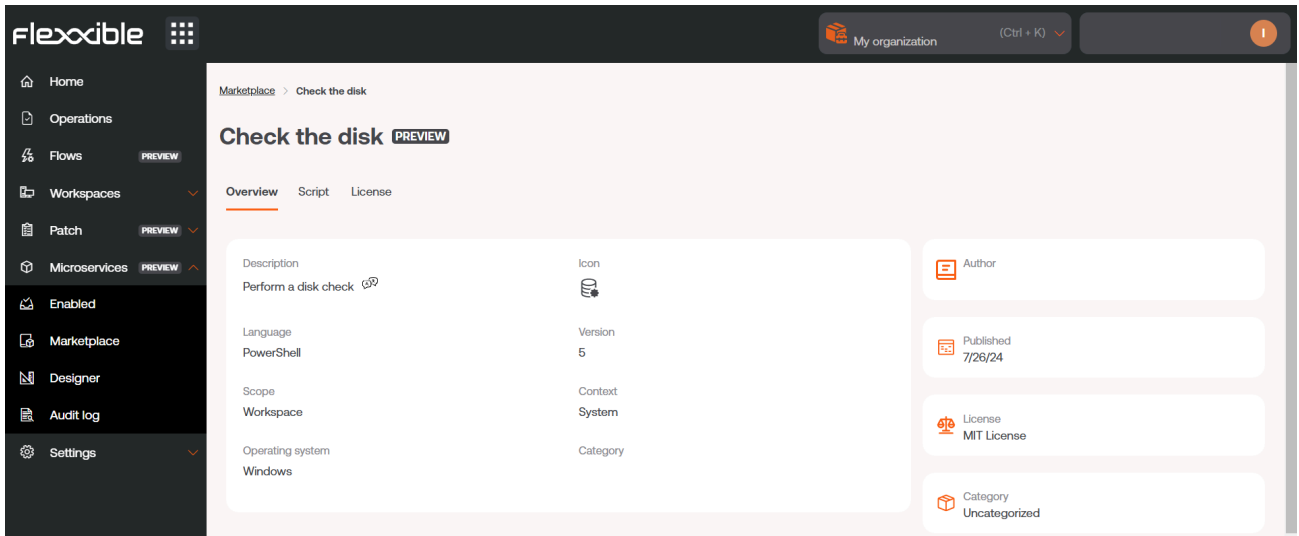 Flexxible
My organization (Ctrl + K)
I
Home
Operations
Flows PREVIEW
Workspaces
Patch PREVIEW
Microservices PREVIEW
Enabled
Marketplace
Designer
Audit log
Settings
Marketplace > Check the disk
Check the disk PREVIEW
Overview Script License
Description
Perform a disk check
Icon
Language
PowerShell
Version
5
Scope
Workspace
Context
System
Operating system
Windows
Category
Author
Published
7/26/24
License
MIT License
Category
Uncategorized